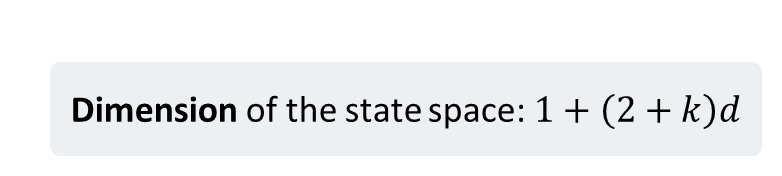 Dimension of the state space: 1 + (2 + k)d